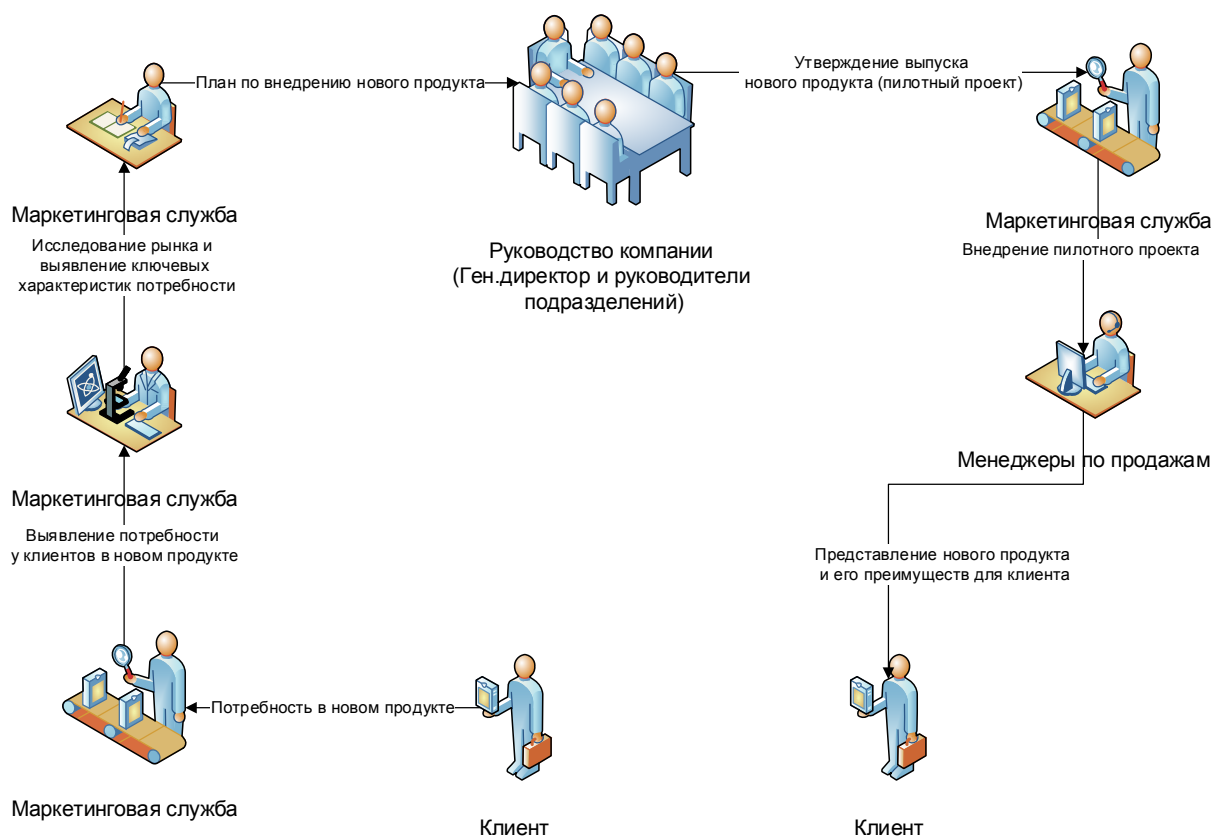 План по внедрению нового продукта
Утверждение выпуска
нового продукта (пилотный проект)
Маркетинговая служба
Исследование рынка и
выявление ключевых
характеристик потребности
Руководство компании
(Ген.директор и руководители
подразделений)
Маркетинговая служба
Внедрение пилотного проекта
Менеджеры по продажам
Маркетинговая служба
Выявление потребности
у клиентов в новом продукте
Представление нового продукта
и его преимуществ для клиента
Потребность в новом продукте
Маркетинговая служба
Клиент
Клиент